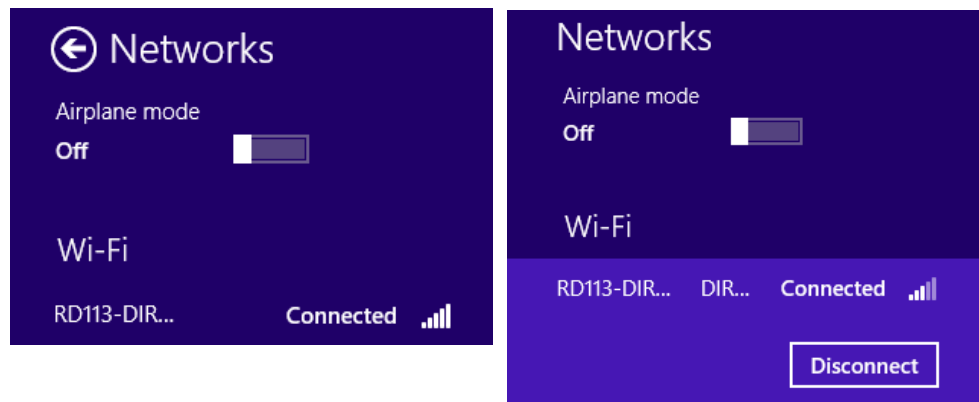 Networks
Airplane mode
Off
Wi-Fi
RD113-DIR... Connected
Networks
Airplane mode
Off
Wi-Fi
RD113-DIR... DIR... Connected
Disconnect